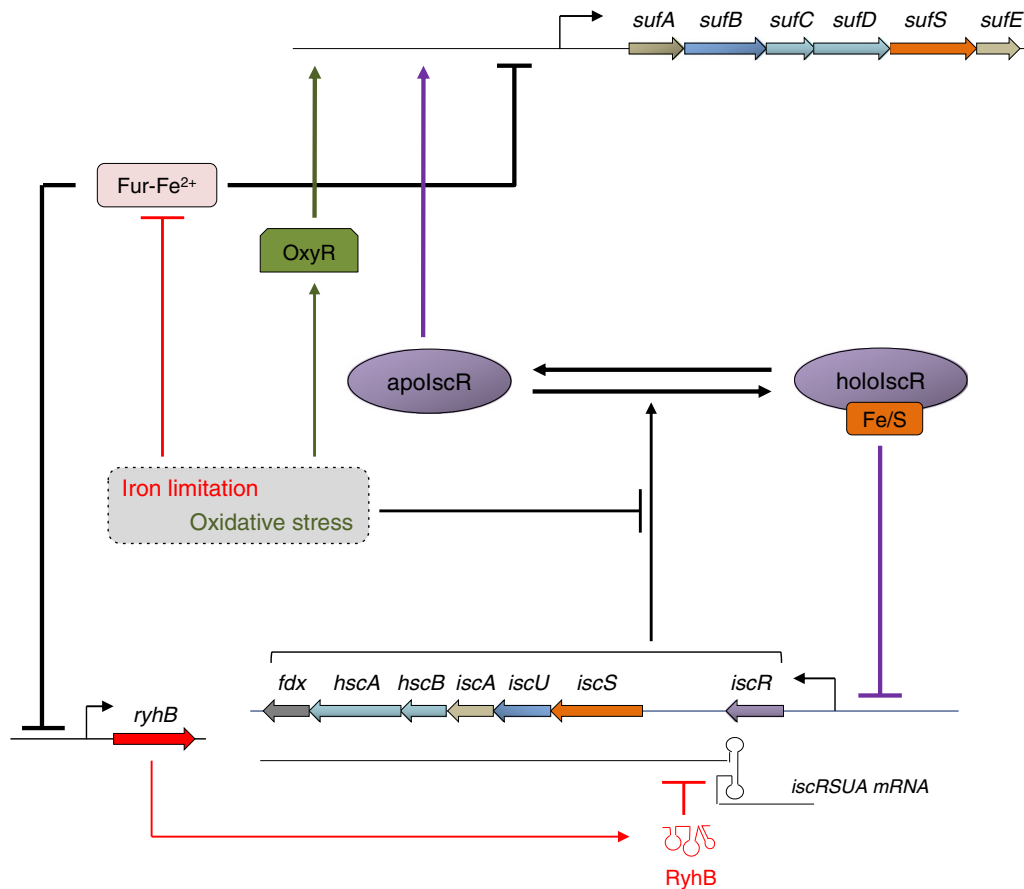 sufA sufB sufC sufD sufS sufE
Fur-Fe²⁺
OxyR
apoIscR
holoIscR
Fe/S
Iron limitation
Oxidative stress
fdx hscA hscB iscA iscU iscS iscR
ryhB
iscRSUA mRNA
RyhB